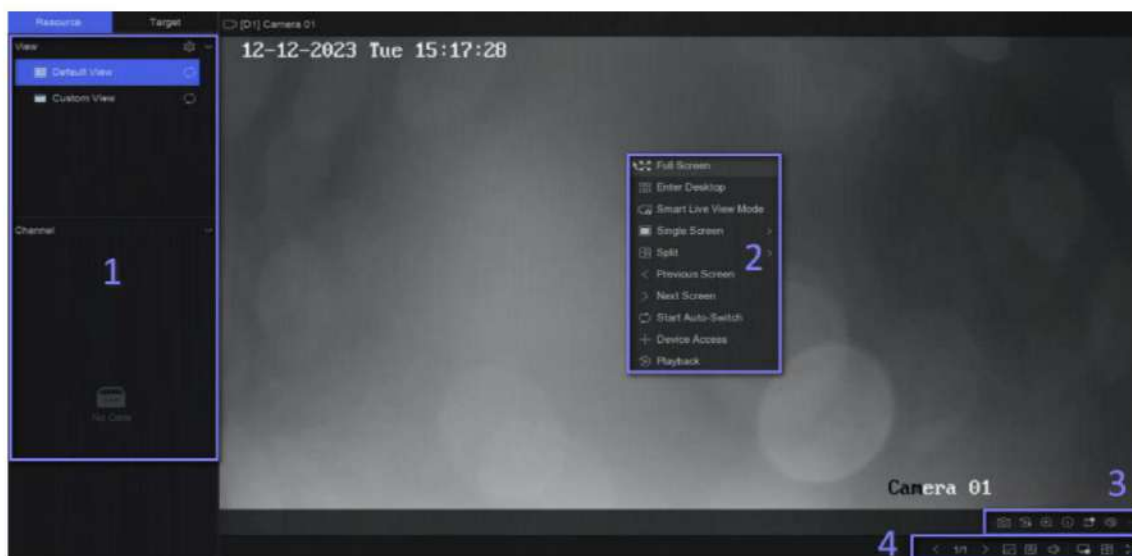 Resource Target [D1] Camera 01
View
12-12-2023 Tue 15:17:28
Default View
Custom View
Full Screen
Enter Desktop
Smart Live View Mode
Single Screen
Split
2
Previous Screen
Next Screen
Start Auto-Switch
Device Access
Playback
Channel
1
No Data
Camera 01
3
4
1/1